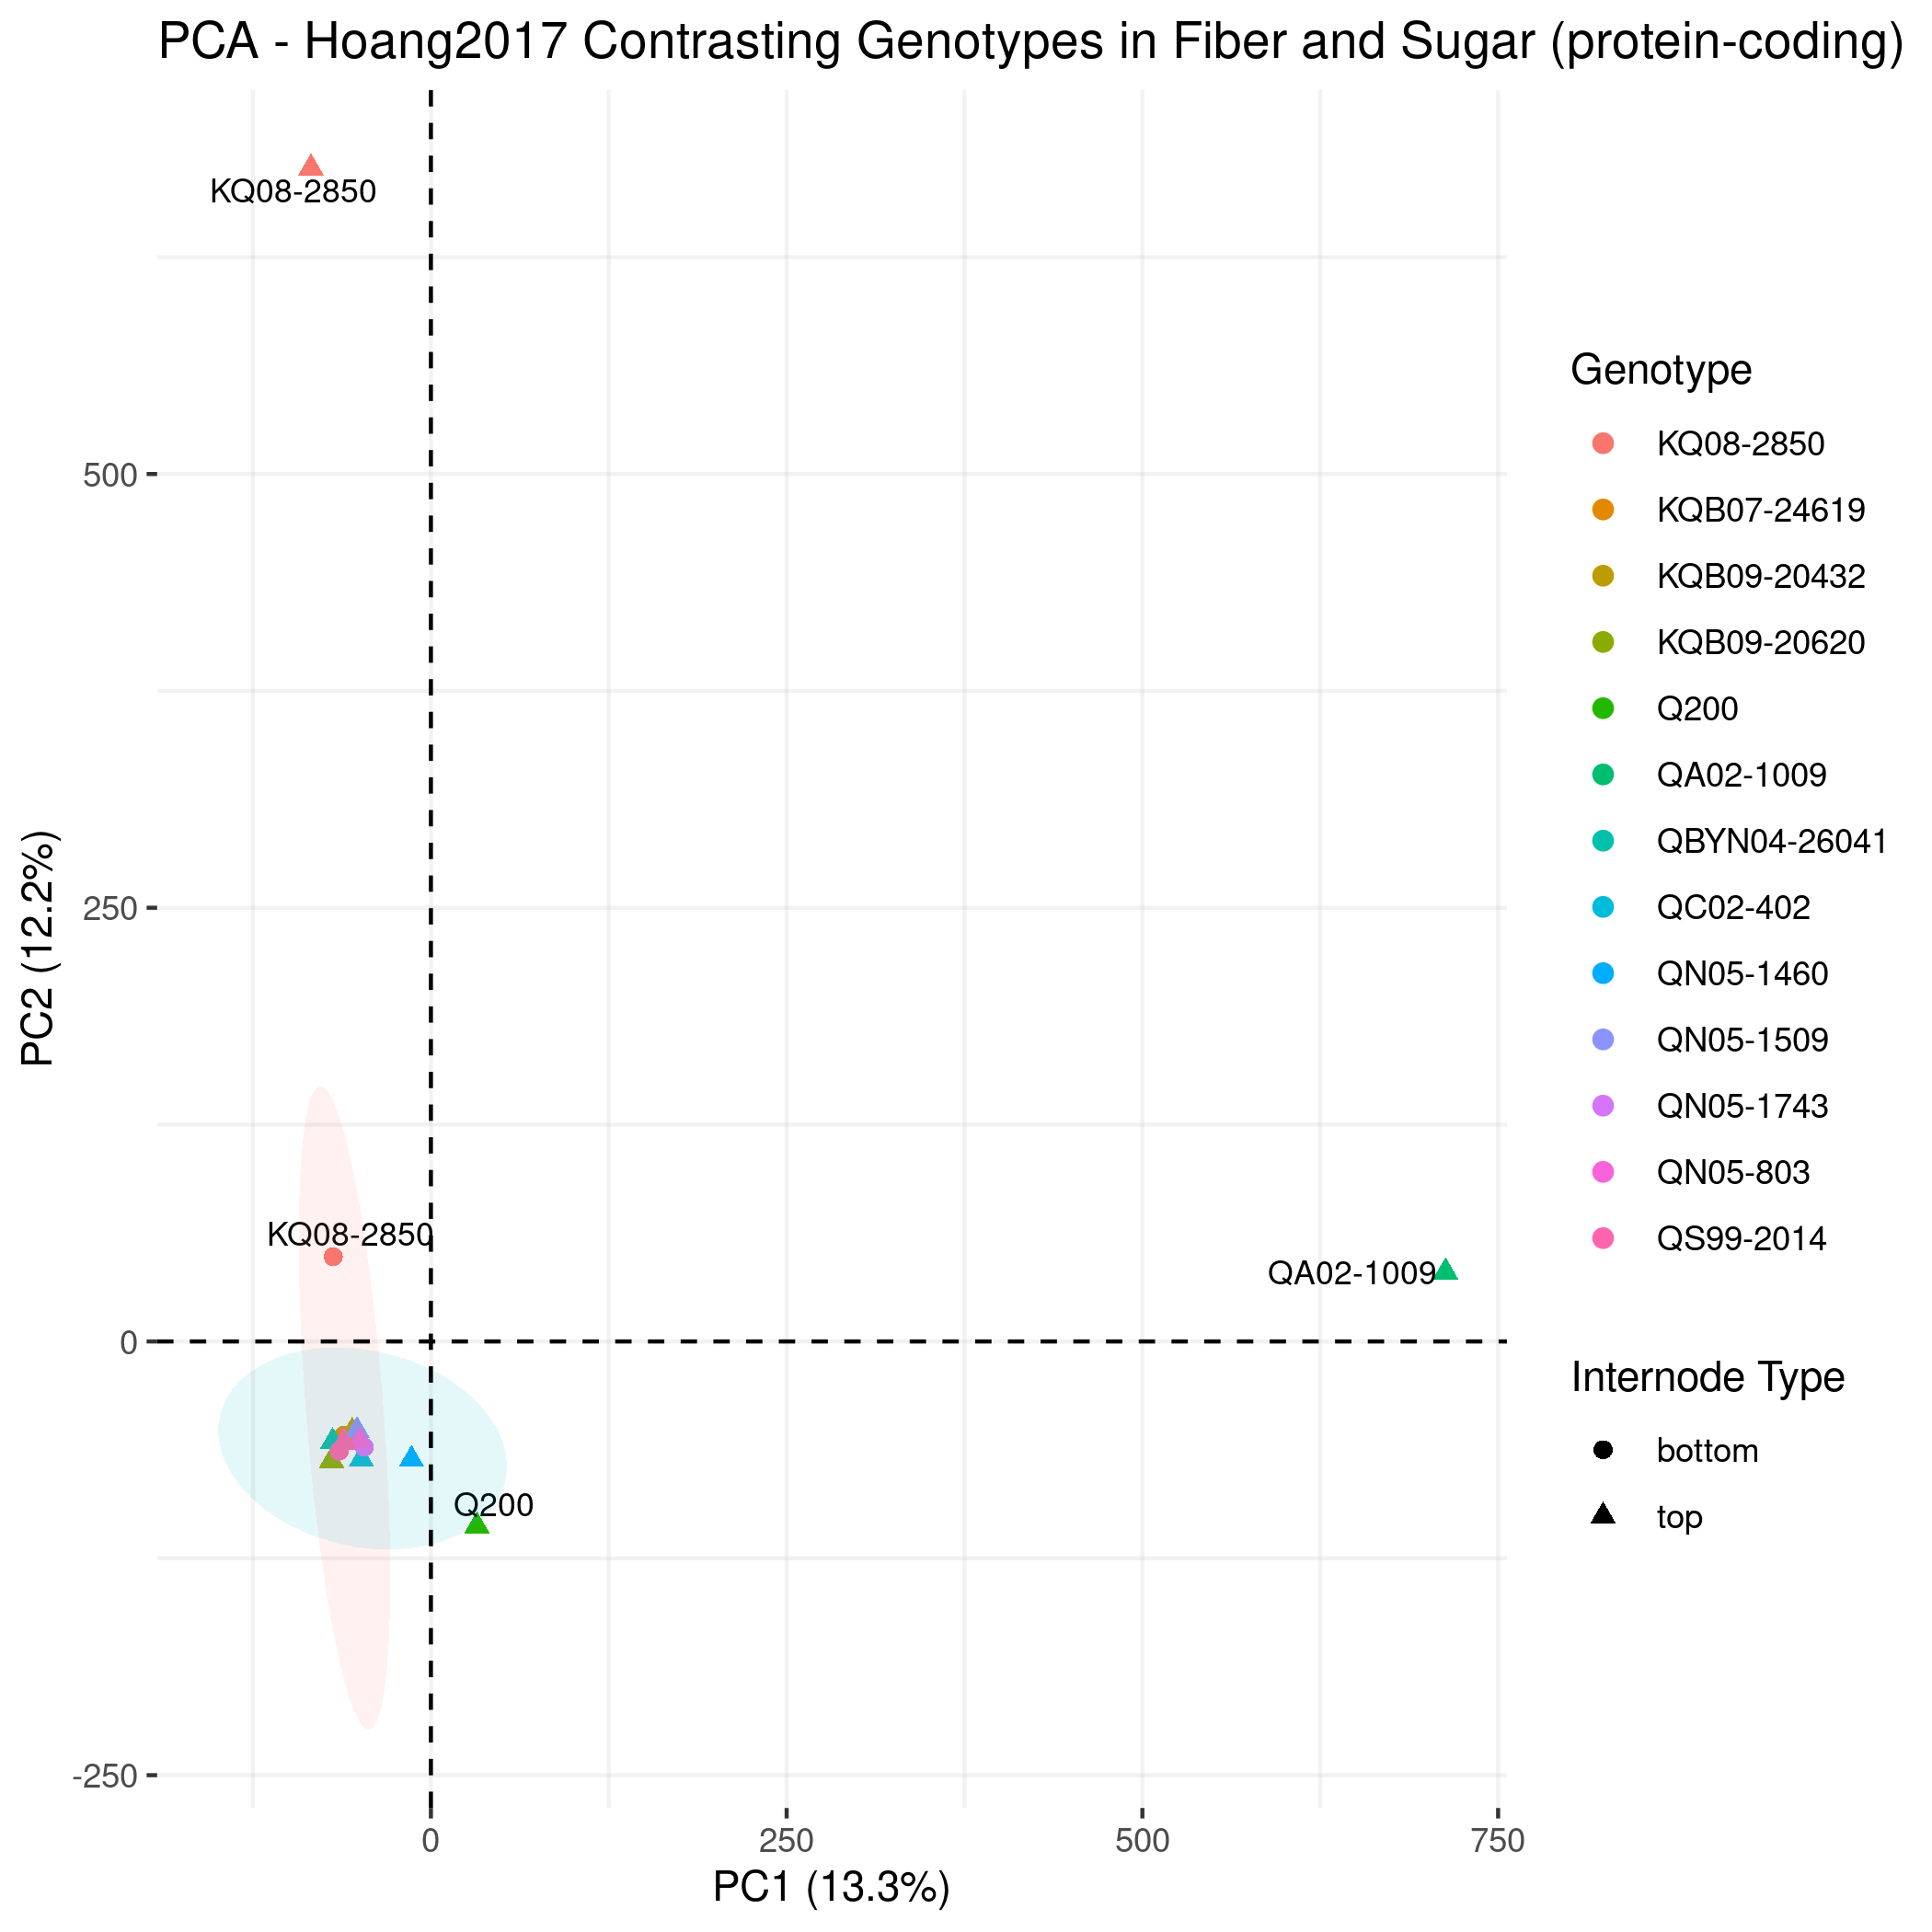 PCA - Hoang2017 Contrasting Genotypes in Fiber and Sugar (protein-coding)
KQ08-2850
KQ08-2850
QA02-1009
Q200
500
250
0
-250
0
250
500
750
PC1 (13.3%)
PC2 (12.2%)
Genotype
KQ08-2850
KQB07-24619
KQB09-20432
KQB09-20620
Q200
QA02-1009
QBYN04-26041
QC02-402
QN05-1460
QN05-1509
QN05-1743
QN05-803
QS99-2014
Internode Type
bottom
top